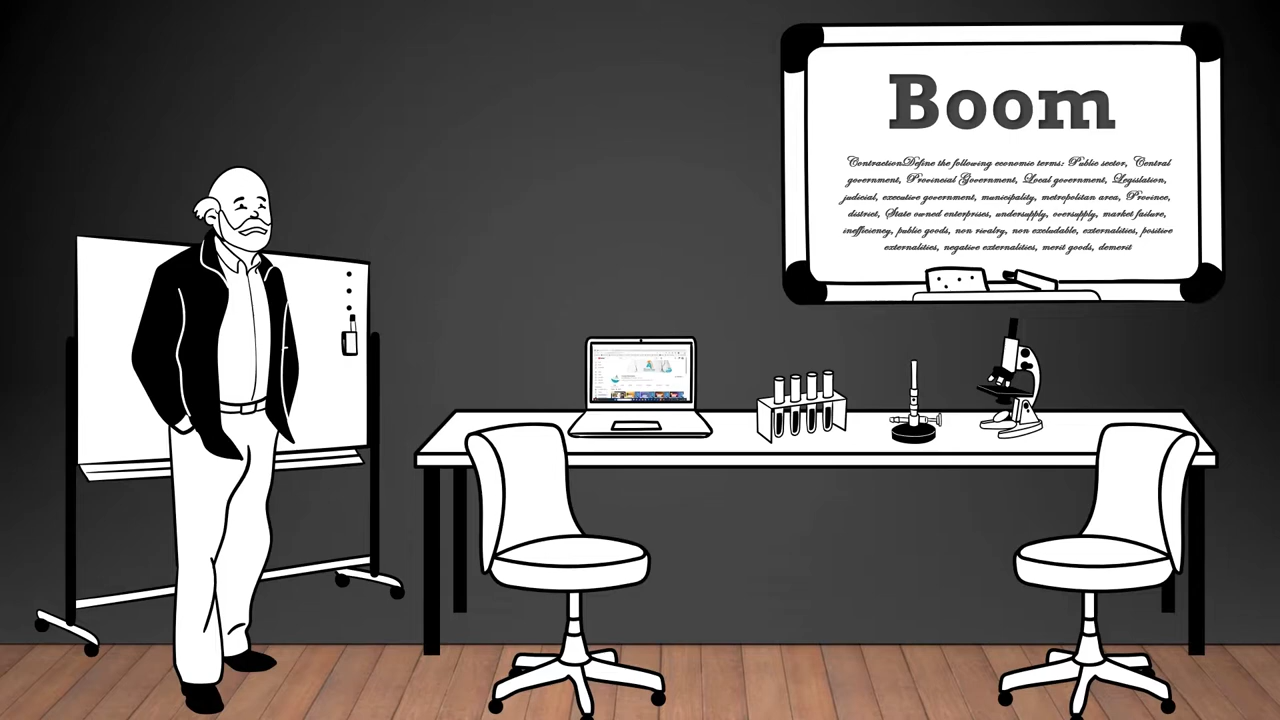 Boom
ContractionDefine the following economic terms: Public sector, Central
government, Provincial Government, Local government, Legislation,
judicial, executive government, municipality, metropolitan area, Province,
district, State owned enterprises, undersupply, oversupply, market failure,
inefficiency, public goods, non rivalry, non excludable, externalities, positive
externalities, negative externalities, merit goods, demerit